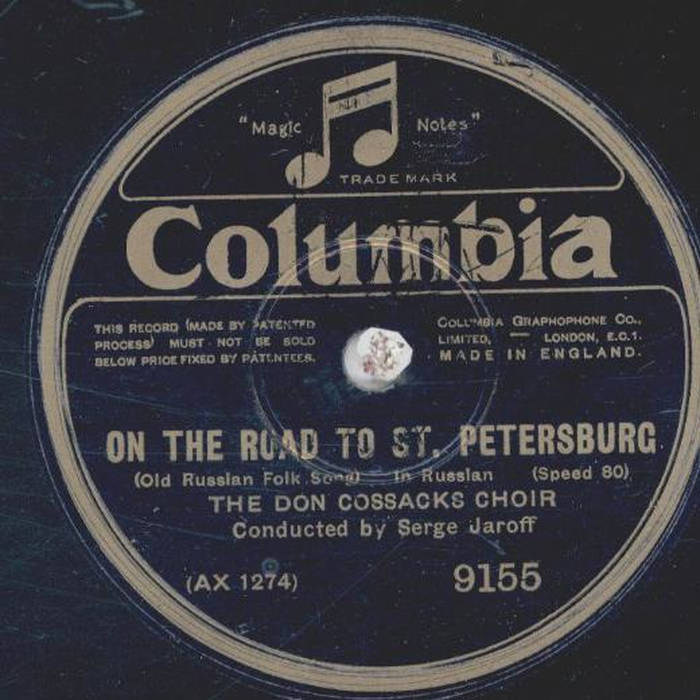 "Magic Notes"
TRADE MARK
Columbia
THIS RECORD (MADE BY PATENTED
PROCESS) MUST NOT BE SOLD
BELOW PRICE FIXED BY PATENTEES.
COLUMBIA GRAPHOPHONE CO.,
LIMITED, — LONDON, E.C.1.
MADE IN ENGLAND.
ON THE ROAD TO ST. PETERSBURG
(Old Russian Folk Song) In Russian (Speed 80)
THE DON COSSACKS CHOIR
Conducted by Serge Jaroff
(AX 1274) 9155